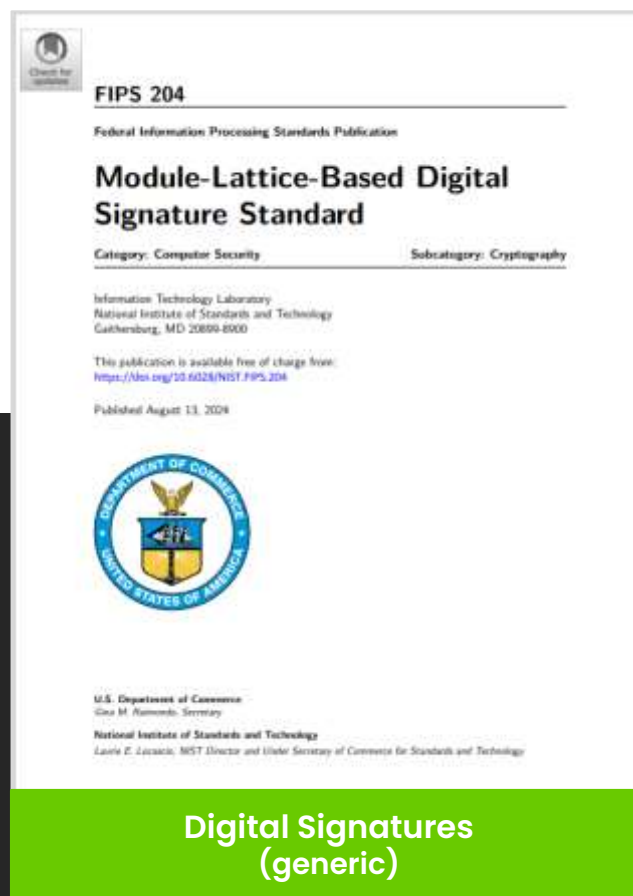 Check for
updates
FIPS 204
Federal Information Processing Standards Publication
Module-Lattice-Based Digital
Signature Standard
Category: Computer Security Subcategory: Cryptography
Information Technology Laboratory
National Institute of Standards and Technology
Gaithersburg, MD 20899-8900
This publication is available free of charge from:
https://doi.org/10.6028/NIST.FIPS.204
Published August 13, 2024
DEPARTMENT OF COMMERCE
UNITED STATES OF AMERICA
U.S. Department of Commerce
Gina M. Raimondo, Secretary
National Institute of Standards and Technology
Laurie E. Locascio, NIST Director and Under Secretary of Commerce for Standards and Technology
Digital Signatures
(generic)